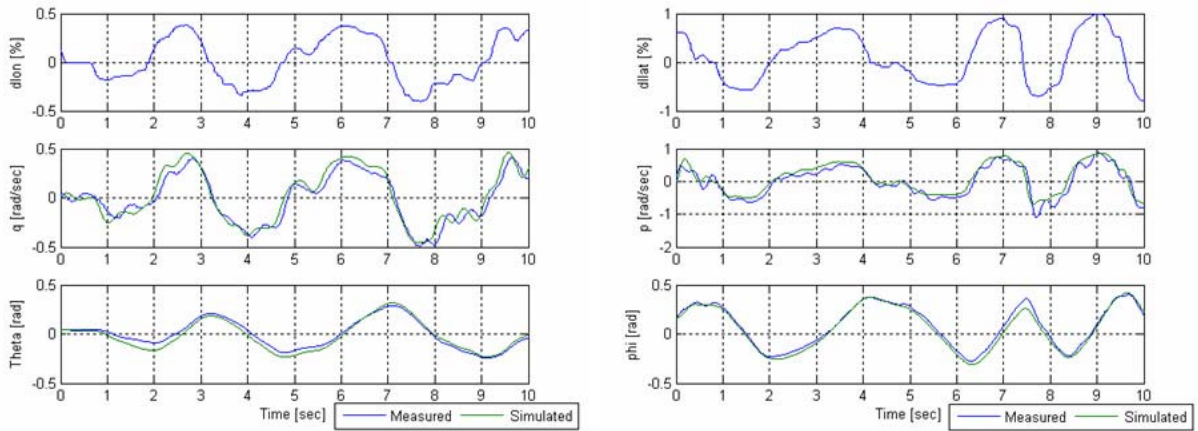 dlon [%]
0.5
0
-0.5
0 1 2 3 4 5 6 7 8 9 10
q [rad/sec]
0.5
0
-0.5
0 1 2 3 4 5 6 7 8 9 10
Theta [rad]
0.5
0
-0.5
0 1 2 3 4 5 6 7 8 9 10
Time [sec]
Measured Simulated
dllat [%]
1
0
-1
0 1 2 3 4 5 6 7 8 9 10
p [rad/sec]
1
0
-1
-2
0 1 2 3 4 5 6 7 8 9 10
phi [rad]
0.5
0
0.5
0 1 2 3 4 5 6 7 8 9 10
Time [sec]
Measured Simulated